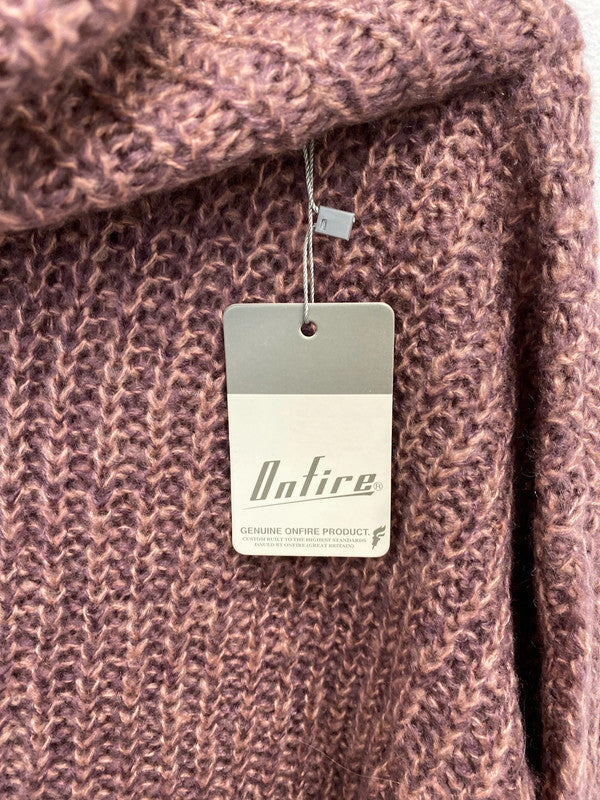 Onfire®
GENUINE ONFIRE PRODUCT.
CUSTOM BUILT TO THE HIGHEST STANDARDS
ISSUED BY ONFIRE (GREAT BRITAIN)